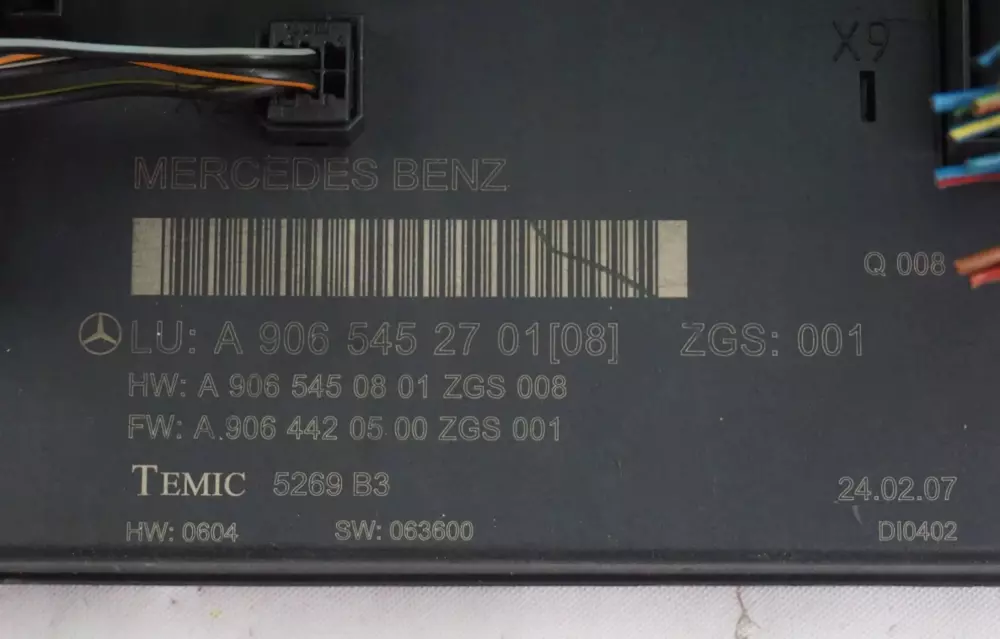 X9
MERCEDES BENZ
Q 008
LU: A 906 545 27 01[08] ZGS: 001
HW: A 906 545 08 01 ZGS 008
FW: A.906 442 05 00 ZGS 001
TEMIC 5269 B3
24.02.07
HW: 0604 SW: 063600
DI0402